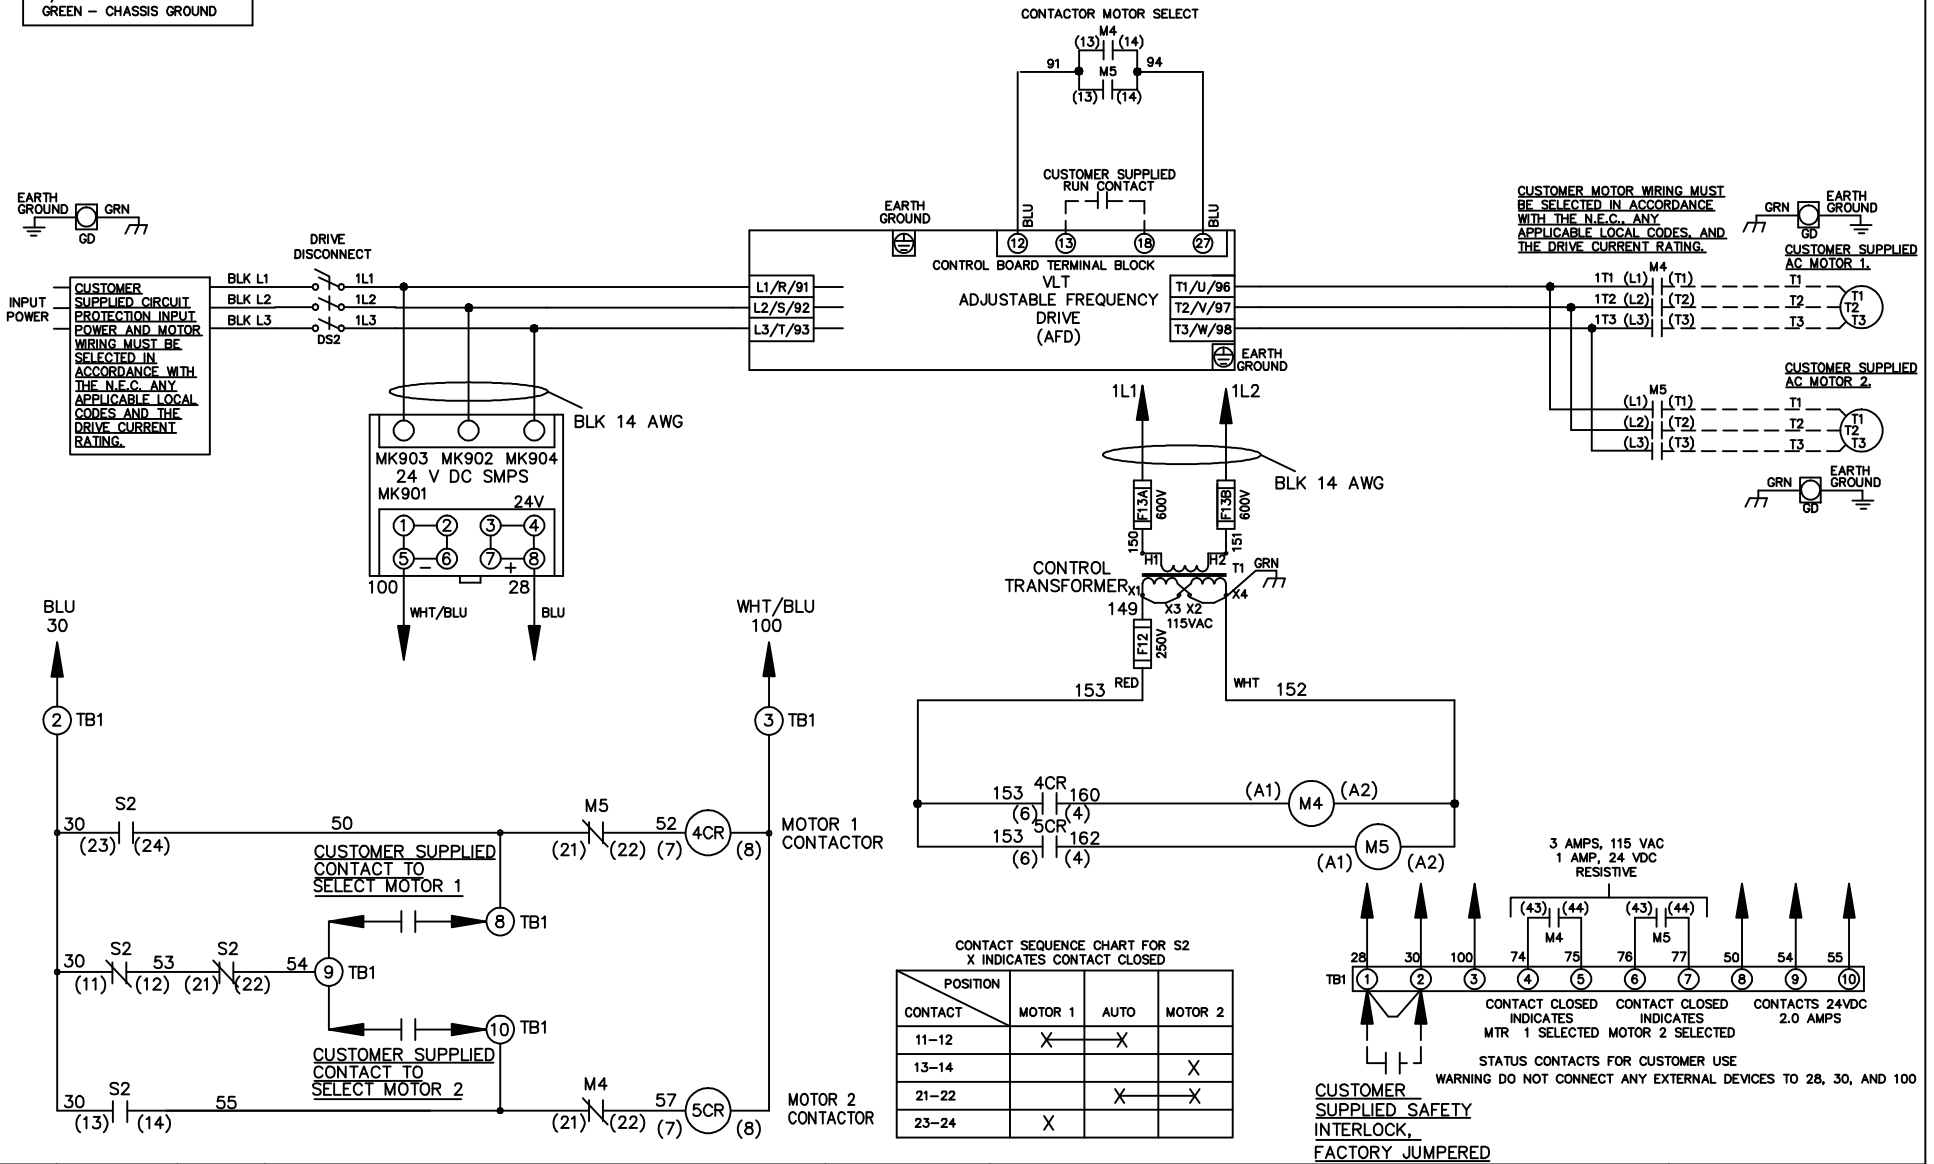 GREEN – CHASSIS GROUND
CONTACTOR MOTOR SELECT
M4
(13) (14)
91
M5
94
(13) (14)
CUSTOMER SUPPLIED
RUN CONTACT
BLU
BLU
EARTH
GROUND
12
13
18
27
CONTROL BOARD TERMINAL BLOCK
VLT
ADJUSTABLE FREQUENCY
DRIVE
(AFD)
L1/R/91
L2/S/92
L3/T/93
T1/U/96
T2/V/97
T3/W/98
EARTH
GROUND
EARTH
GROUND
GRN
GD
INPUT
POWER
CUSTOMER
SUPPLIED CIRCUIT
PROTECTION INPUT
POWER AND MOTOR
WIRING MUST BE
SELECTED IN
ACCORDANCE WITH
THE N.E.C. ANY
APPLICABLE LOCAL
CODES AND THE
DRIVE CURRENT
RATING.
BLK L1
BLK L2
BLK L3
DRIVE
DISCONNECT
1L1
1L2
1L3
DS2
BLK 14 AWG
MK903 MK902 MK904
24 V DC SMPS
MK901
24V
1 2 3 4
5 6 7 8
– +
100
28
WHT/BLU
BLU
CUSTOMER MOTOR WIRING MUST
BE SELECTED IN ACCORDANCE
WITH THE N.E.C., ANY
APPLICABLE LOCAL CODES, AND
THE DRIVE CURRENT RATING.
GRN
EARTH
GROUND
GD
CUSTOMER SUPPLIED
AC MOTOR 1.
M4
1T1 (L1) (T1) T1
1T2 (L2) (T2) T2
1T3 (L3) (T3) T3
T1
T2
T3
CUSTOMER SUPPLIED
AC MOTOR 2.
M5
(L1) (T1) T1
(L2) (T2) T2
(L3) (T3) T3
T1
T2
T3
GRN
EARTH
GROUND
GD
1L1
1L2
BLK 14 AWG
F13A
600V
F13B
600V
150
151
H1 H2
T1
GRN
CONTROL
TRANSFORMER
X1
X3 X2
X4
115VAC
149
F12
250V
153
RED
WHT
152
4CR
153 160
(6) (4)
(A1) M4 (A2)
5CR
153 162
(6) (4)
(A1) M5 (A2)
BLU
30
2 TB1
WHT/BLU
100
3 TB1
S2
30
(23) (24)
50
M5
(21) (22)
52
(7)
4CR
(8)
MOTOR 1
CONTACTOR
CUSTOMER SUPPLIED
CONTACT TO
SELECT MOTOR 1
8 TB1
S2
30
(11) (12)
53
S2
(21) (22)
54
9 TB1
10 TB1
CUSTOMER SUPPLIED
CONTACT TO
SELECT MOTOR 2
S2
30
(13) (14)
55
M4
(21) (22)
57
(7)
5CR
(8)
MOTOR 2
CONTACTOR
CONTACT SEQUENCE CHART FOR S2
X INDICATES CONTACT CLOSED
POSITION
CONTACT MOTOR 1 AUTO MOTOR 2
11–12 X X
13–14 X
21–22 X X
23–24 X
3 AMPS, 115 VAC
1 AMP, 24 VDC
RESISTIVE
(43) (44)
M4
(43) (44)
M5
28 30 100 74 75 76 77 50 54 55
TB1 1 2 3 4 5 6 7 8 9 10
CONTACT CLOSED
INDICATES
MTR 1 SELECTED
CONTACT CLOSED
INDICATES
MOTOR 2 SELECTED
CONTACTS 24VDC
2.0 AMPS
STATUS CONTACTS FOR CUSTOMER USE
WARNING DO NOT CONNECT ANY EXTERNAL DEVICES TO 28, 30, AND 100
CUSTOMER
SUPPLIED SAFETY
INTERLOCK,
FACTORY JUMPERED